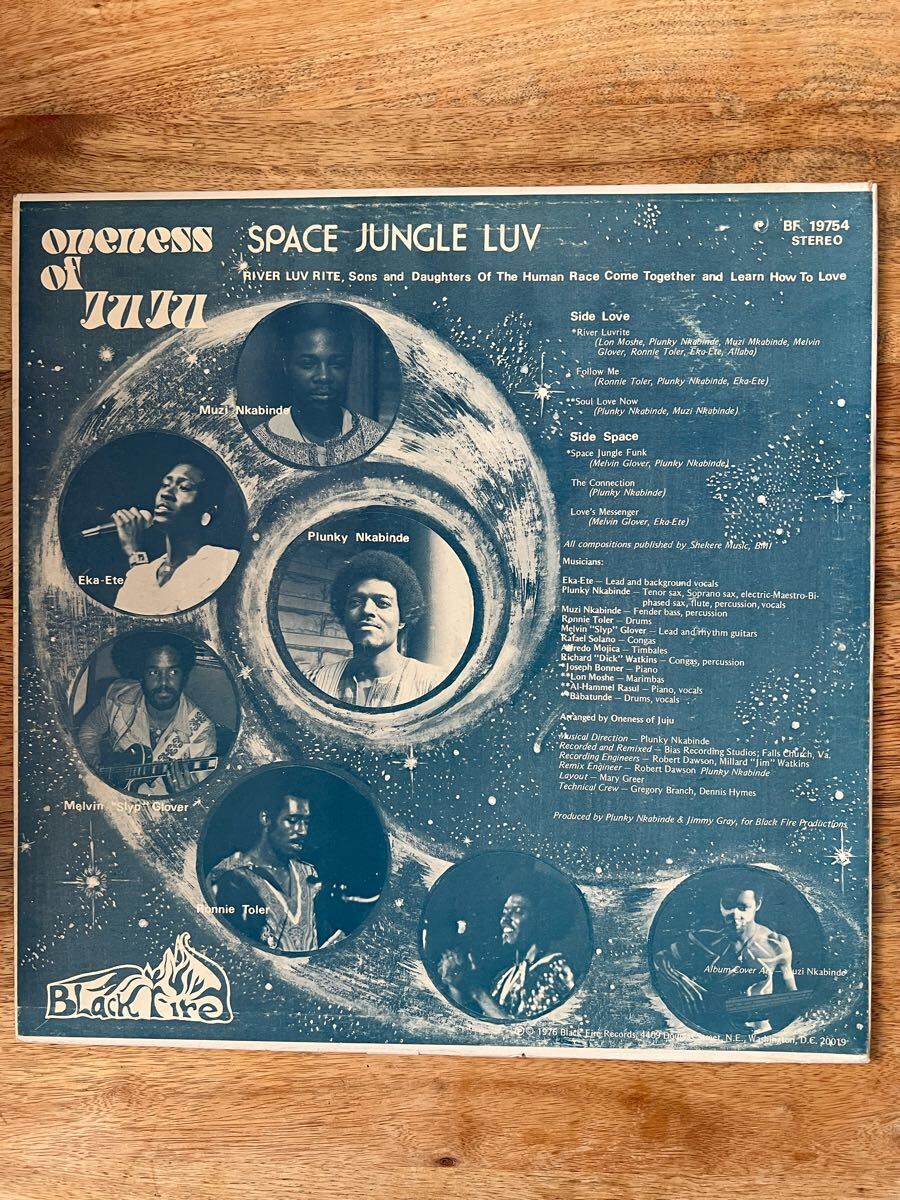 oneness
of
JuJu
SPACE JUNGLE LUV
BF 19754
STEREO
RIVER LUV RITE, Sons and Daughters Of The Human Race Come Together and Learn How To Love
Side Love
*River Luvrite
(Lon Moshe, Plunky Nkabinde, Muzi Mkabinde, Melvin
Glover, Ronnie Toler, Eka-Ete, Allaba)
Follow Me
(Ronnie Toler, Plunky Nkabinde, Eka-Ete)
**Soul Love Now
(Plunky Nkabinde, Muzi Nkabinde)
Side Space
*Space Jungle Funk
(Melvin Glover, Plunky Nkabinde)
The Connection
(Plunky Nkabinde)
Love's Messenger
(Melvin Glover, Eka-Ete)
All compositions published by Shekere Music, BMI
Musicians:
Eka-Ete — Lead and background vocals
Plunky Nkabinde — Tenor sax, Soprano sax, electric-Maestro-Bi-
phased sax, flute, percussion, vocals
Muzi Nkabinde — Fender bass, percussion
Ronnie Toler — Drums
Melvin "Slyp" Glover — Lead and rhythm guitars
Rafael Solano — Congas
Alfredo Mojica — Timbales
Richard "Dick" Watkins — Congas, percussion
*Joseph Bonner — Piano
**Lon Moshe — Marimbas
**Al-Hammel Rasul — Piano, vocals
**Babatunde — Drums, vocals
Arranged by Oneness of Juju
Musical Direction — Plunky Nkabinde
Recorded and Remixed — Bias Recording Studios; Falls Church, Va.
Recording Engineers — Robert Dawson, Millard "Jim" Watkins
Remix Engineer — Robert Dawson Plunky Nkabinde
Layout — Mary Greer
Technical Crew — Gregory Branch, Dennis Hymes
Produced by Plunky Nkabinde & Jimmy Gray, for Black Fire Productions
Muzi Nkabinde
Eka-Ete
Plunky Nkabinde
Melvin "Slyp" Glover
Ronnie Toler
Album Cover Art — Muzi Nkabinde
Black Fire
℗© 1976 Black Fire Records, 4409 Street, N.E., Washington, D.C. 20019